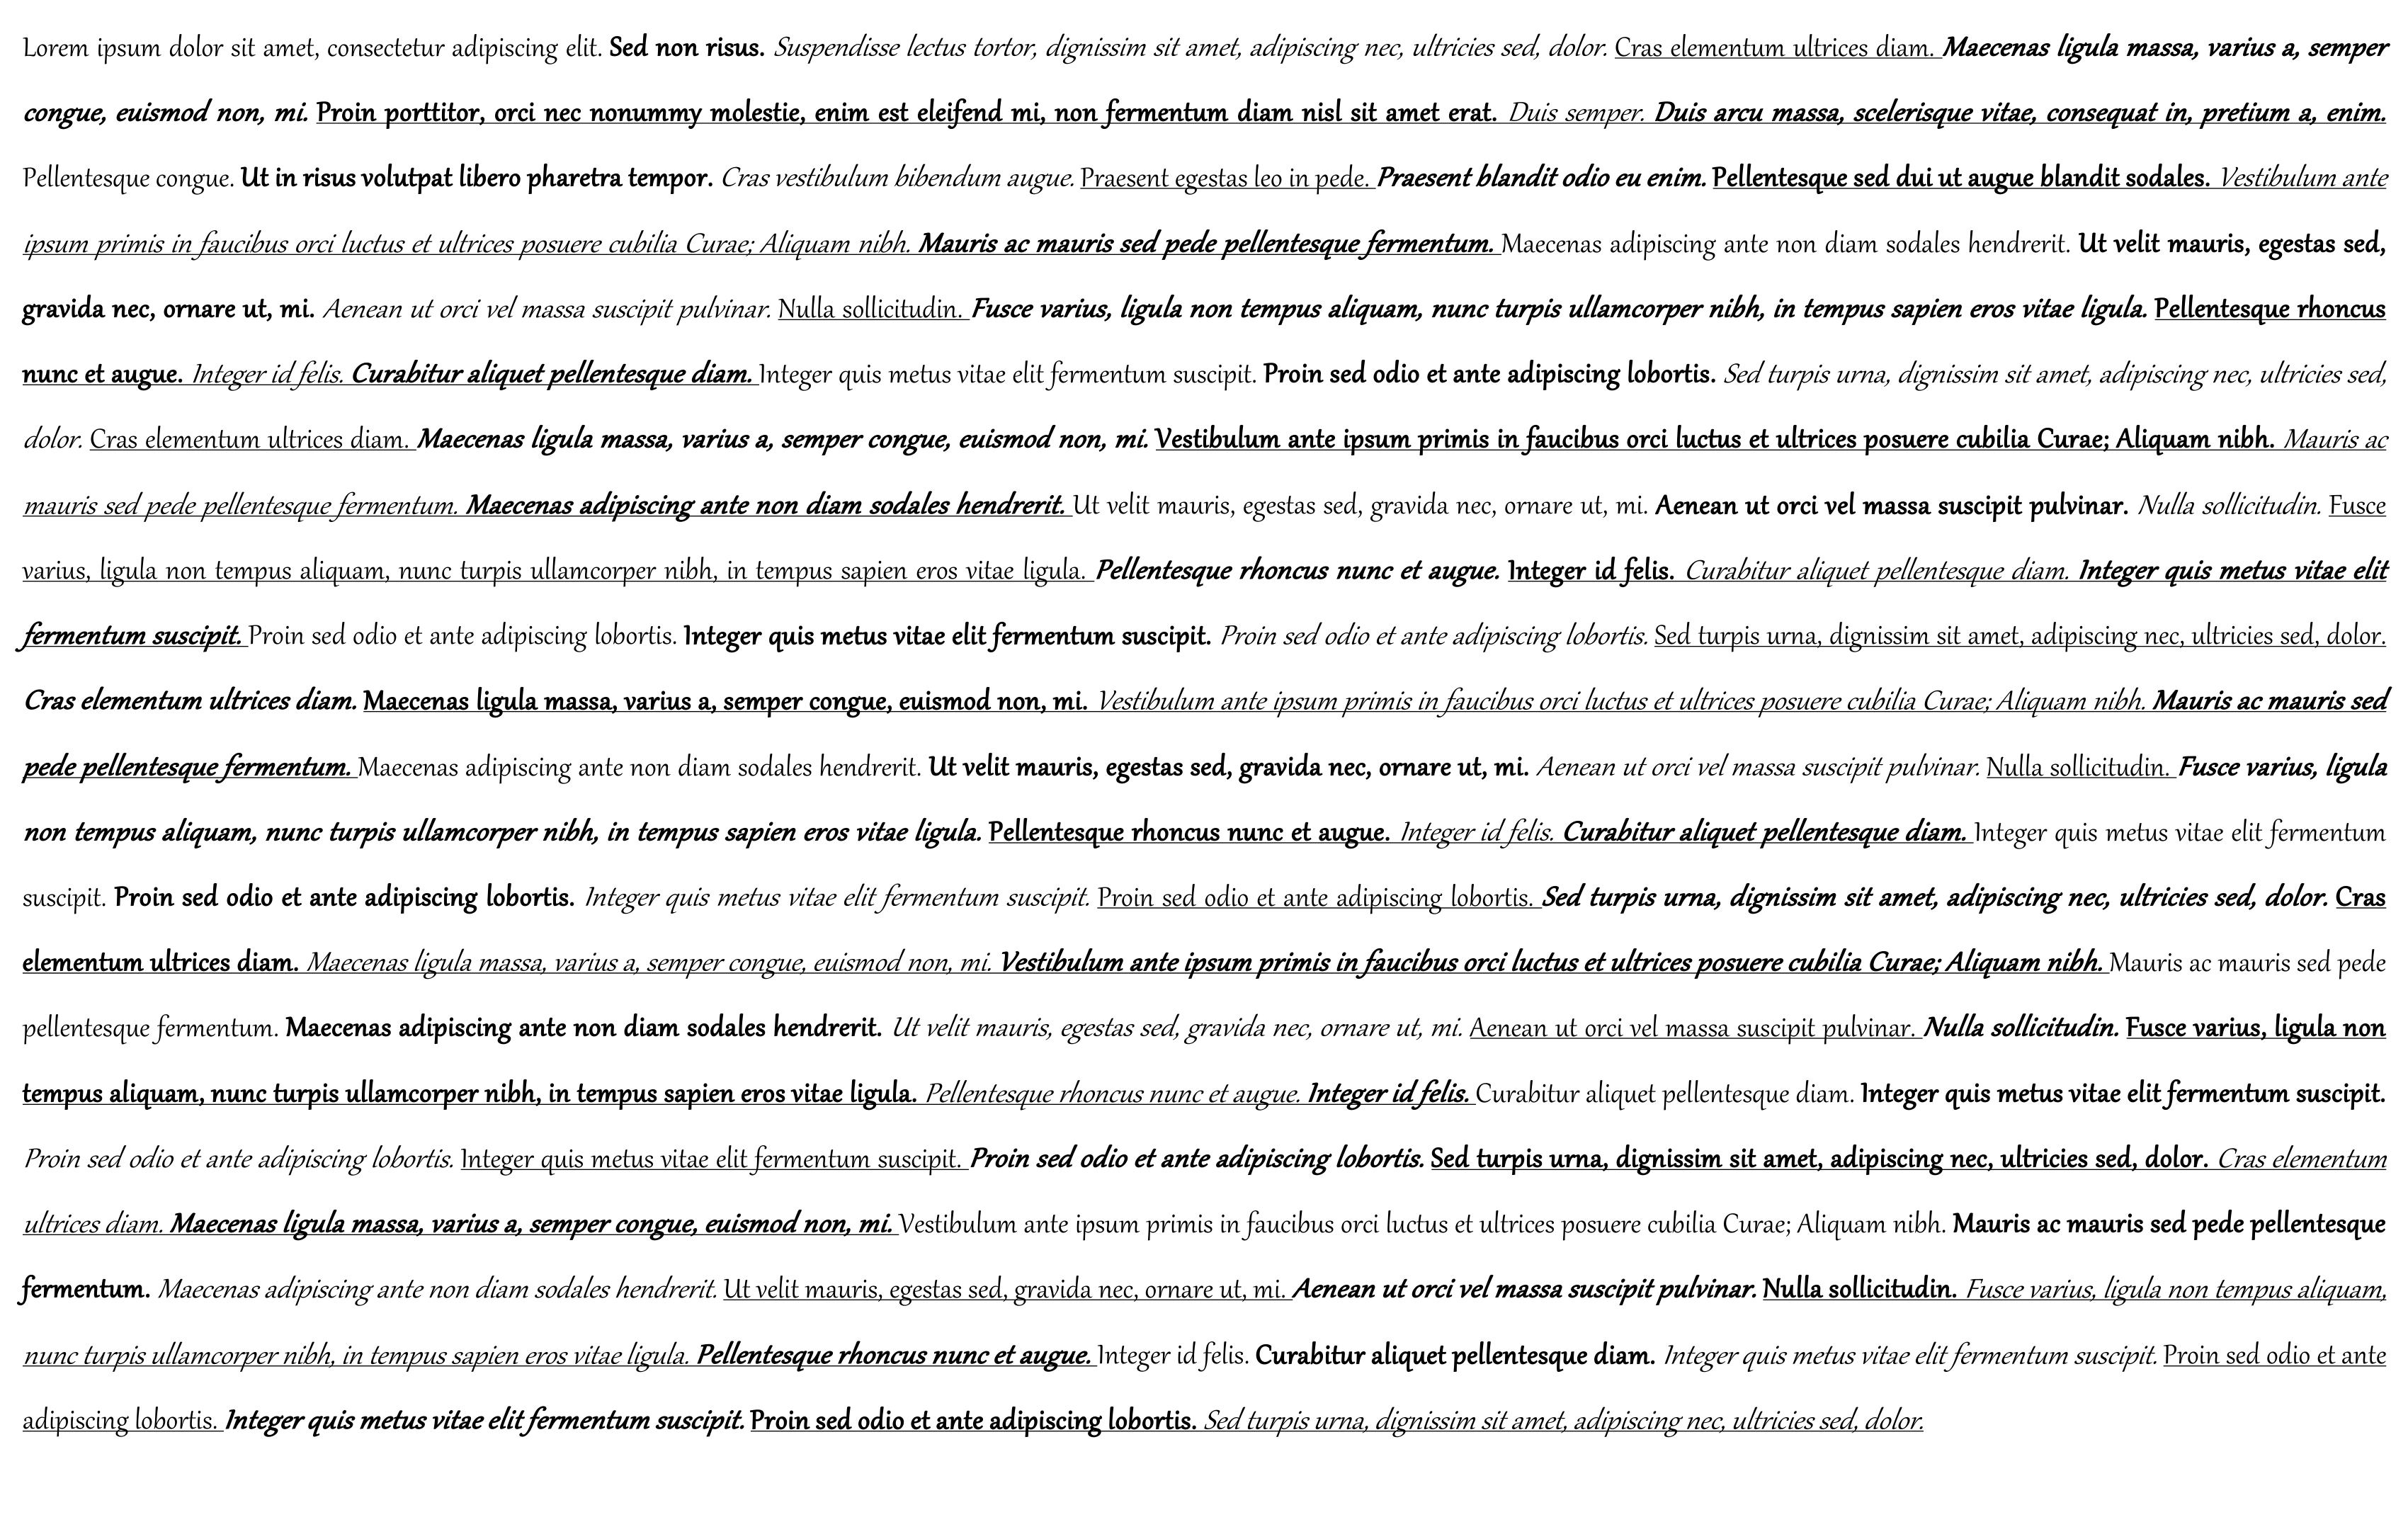 Lorem ipsum dolor sit amet, consectetur adipiscing elit. Sed non risus. Suspendisse lectus tortor, dignissim sit amet, adipiscing nec, ultricies sed, dolor. Cras elementum ultrices diam. Maecenas ligula massa, varius a, semper
congue, euismod non, mi. Proin porttitor, orci nec nonummy molestie, enim est eleifend mi, non fermentum diam nisl sit amet erat. Duis semper. Duis arcu massa, scelerisque vitae, consequat in, pretium a, enim.
Pellentesque congue. Ut in risus volutpat libero pharetra tempor. Cras vestibulum bibendum augue. Praesent egestas leo in pede. Praesent blandit odio eu enim. Pellentesque sed dui ut augue blandit sodales. Vestibulum ante
ipsum primis in faucibus orci luctus et ultrices posuere cubilia Curae; Aliquam nibh. Mauris ac mauris sed pede pellentesque fermentum. Maecenas adipiscing ante non diam sodales hendrerit. Ut velit mauris, egestas sed,
gravida nec, ornare ut, mi. Aenean ut orci vel massa suscipit pulvinar. Nulla sollicitudin. Fusce varius, ligula non tempus aliquam, nunc turpis ullamcorper nibh, in tempus sapien eros vitae ligula. Pellentesque rhoncus
nunc et augue. Integer id felis. Curabitur aliquet pellentesque diam. Integer quis metus vitae elit fermentum suscipit. Proin sed odio et ante adipiscing lobortis. Sed turpis urna, dignissim sit amet, adipiscing nec, ultricies sed,
dolor. Cras elementum ultrices diam. Maecenas ligula massa, varius a, semper congue, euismod non, mi. Vestibulum ante ipsum primis in faucibus orci luctus et ultrices posuere cubilia Curae; Aliquam nibh. Mauris ac
mauris sed pede pellentesque fermentum. Maecenas adipiscing ante non diam sodales hendrerit. Ut velit mauris, egestas sed, gravida nec, ornare ut, mi. Aenean ut orci vel massa suscipit pulvinar. Nulla sollicitudin. Fusce
varius, ligula non tempus aliquam, nunc turpis ullamcorper nibh, in tempus sapien eros vitae ligula. Pellentesque rhoncus nunc et augue. Integer id felis. Curabitur aliquet pellentesque diam. Integer quis metus vitae elit
fermentum suscipit. Proin sed odio et ante adipiscing lobortis. Integer quis metus vitae elit fermentum suscipit. Proin sed odio et ante adipiscing lobortis. Sed turpis urna, dignissim sit amet, adipiscing nec, ultricies sed, dolor.
Cras elementum ultrices diam. Maecenas ligula massa, varius a, semper congue, euismod non, mi. Vestibulum ante ipsum primis in faucibus orci luctus et ultrices posuere cubilia Curae; Aliquam nibh. Mauris ac mauris sed
pede pellentesque fermentum. Maecenas adipiscing ante non diam sodales hendrerit. Ut velit mauris, egestas sed, gravida nec, ornare ut, mi. Aenean ut orci vel massa suscipit pulvinar. Nulla sollicitudin. Fusce varius, ligula
non tempus aliquam, nunc turpis ullamcorper nibh, in tempus sapien eros vitae ligula. Pellentesque rhoncus nunc et augue. Integer id felis. Curabitur aliquet pellentesque diam. Integer quis metus vitae elit fermentum
suscipit. Proin sed odio et ante adipiscing lobortis. Integer quis metus vitae elit fermentum suscipit. Proin sed odio et ante adipiscing lobortis. Sed turpis urna, dignissim sit amet, adipiscing nec, ultricies sed, dolor. Cras
elementum ultrices diam. Maecenas ligula massa, varius a, semper congue, euismod non, mi. Vestibulum ante ipsum primis in faucibus orci luctus et ultrices posuere cubilia Curae; Aliquam nibh. Mauris ac mauris sed pede
pellentesque fermentum. Maecenas adipiscing ante non diam sodales hendrerit. Ut velit mauris, egestas sed, gravida nec, ornare ut, mi. Aenean ut orci vel massa suscipit pulvinar. Nulla sollicitudin. Fusce varius, ligula non
tempus aliquam, nunc turpis ullamcorper nibh, in tempus sapien eros vitae ligula. Pellentesque rhoncus nunc et augue. Integer id felis. Curabitur aliquet pellentesque diam. Integer quis metus vitae elit fermentum suscipit.
Proin sed odio et ante adipiscing lobortis. Integer quis metus vitae elit fermentum suscipit. Proin sed odio et ante adipiscing lobortis. Sed turpis urna, dignissim sit amet, adipiscing nec, ultricies sed, dolor. Cras elementum
ultrices diam. Maecenas ligula massa, varius a, semper congue, euismod non, mi. Vestibulum ante ipsum primis in faucibus orci luctus et ultrices posuere cubilia Curae; Aliquam nibh. Mauris ac mauris sed pede pellentesque
fermentum. Maecenas adipiscing ante non diam sodales hendrerit. Ut velit mauris, egestas sed, gravida nec, ornare ut, mi. Aenean ut orci vel massa suscipit pulvinar. Nulla sollicitudin. Fusce varius, ligula non tempus aliquam,
nunc turpis ullamcorper nibh, in tempus sapien eros vitae ligula. Pellentesque rhoncus nunc et augue. Integer id felis. Curabitur aliquet pellentesque diam. Integer quis metus vitae elit fermentum suscipit. Proin sed odio et ante
adipiscing lobortis. Integer quis metus vitae elit fermentum suscipit. Proin sed odio et ante adipiscing lobortis. Sed turpis urna, dignissim sit amet, adipiscing nec, ultricies sed, dolor.